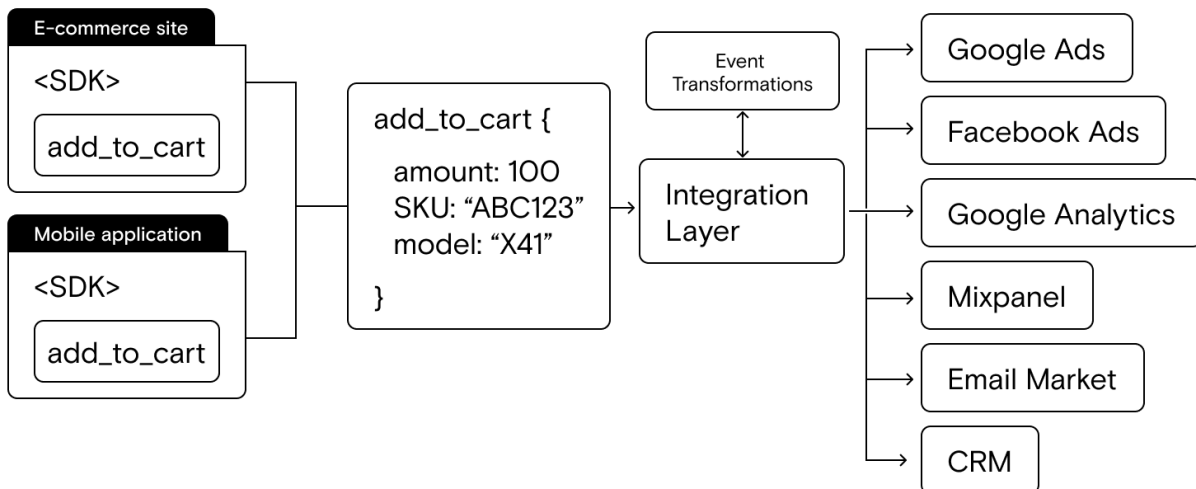 E-commerce site
<SDK>
add_to_cart
Mobile application
<SDK>
add_to_cart
add_to_cart {
amount: 100
SKU: “ABC123”
model: “X41”
}
Event
Transformations
Integration
Layer
Google Ads
Facebook Ads
Google Analytics
Mixpanel
Email Market
CRM